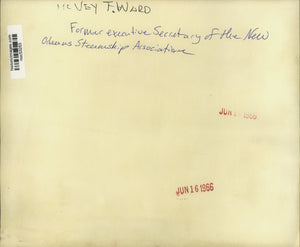 McVey F. WARD
Former executive Secretary of the New
Orleans Steamship Association
JUN 16 1966
JUN 16 1966